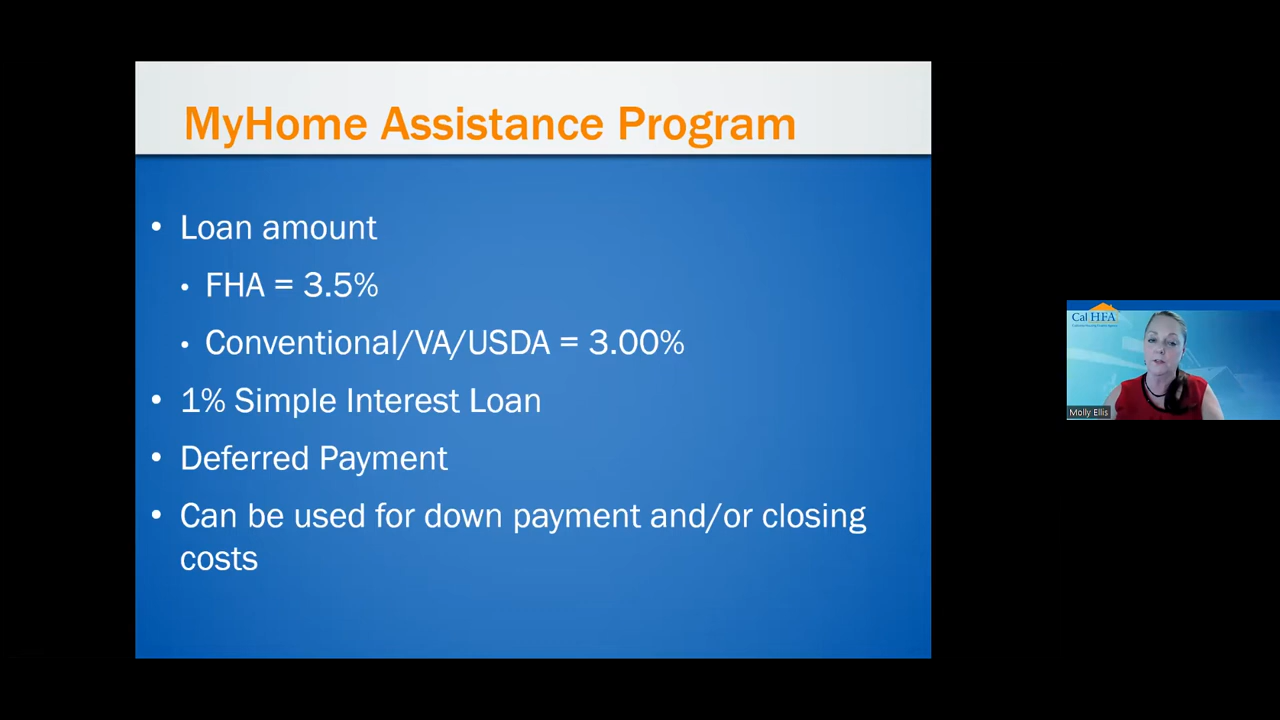 MyHome Assistance Program
• Loan amount
• FHA = 3.5%
• Conventional/VA/USDA = 3.00%
• 1% Simple Interest Loan
• Deferred Payment
• Can be used for down payment and/or closing
costs
Cal HFA
Molly Ellis